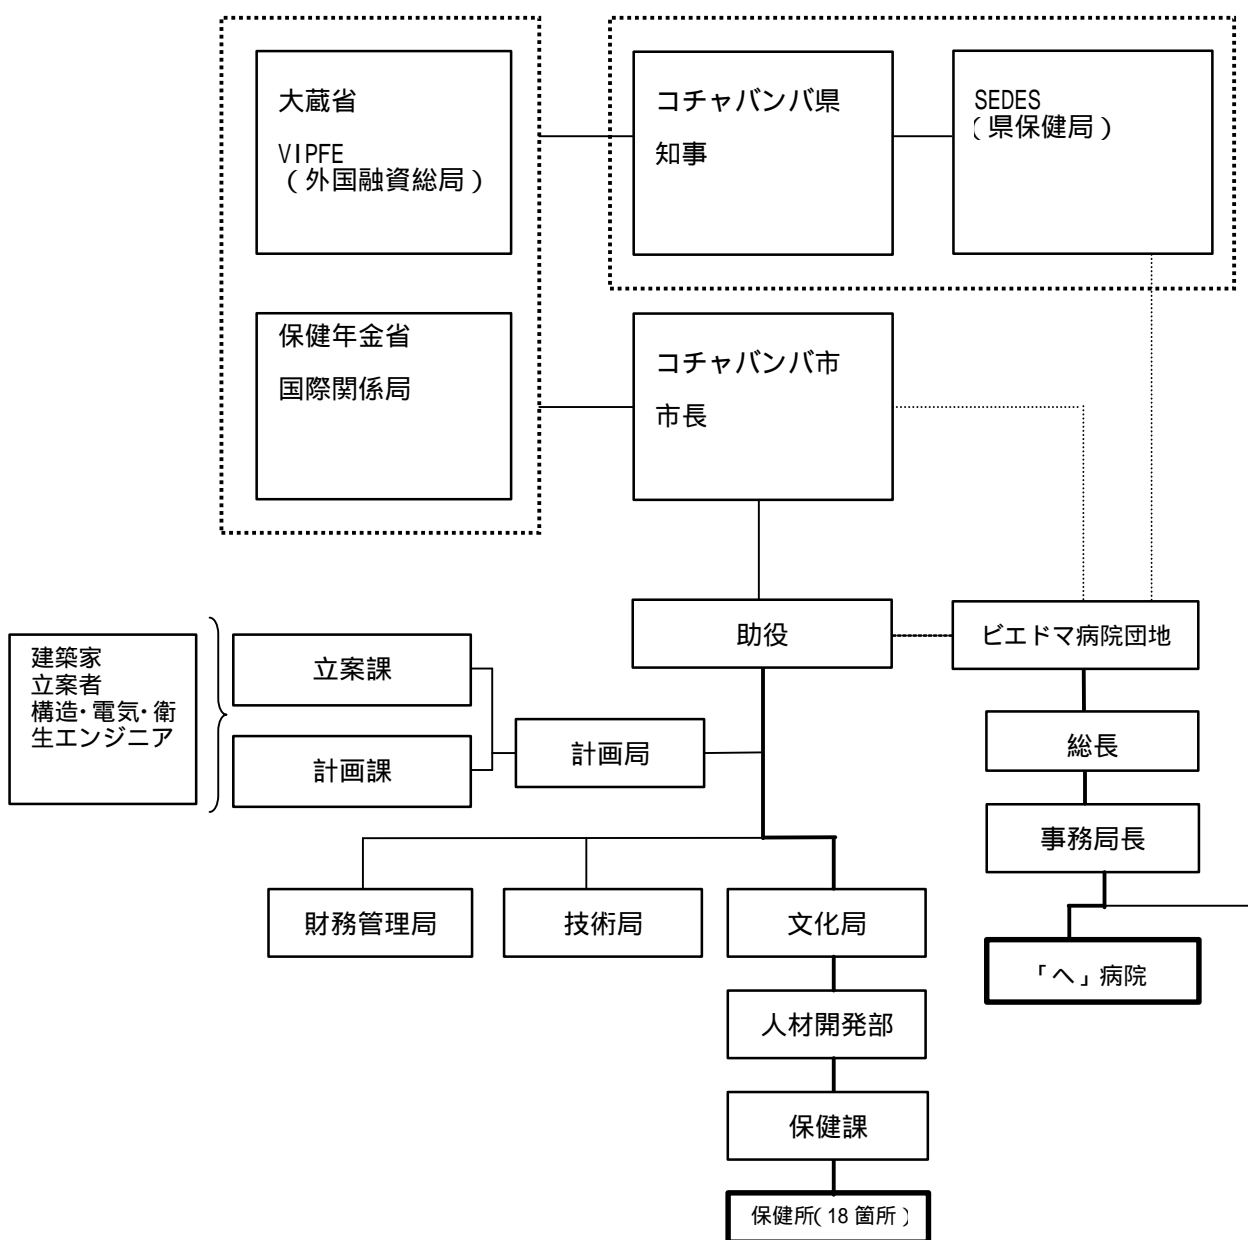 大蔵省
VIPFE
(外国融資総局)
コチャバンバ県
知事
SEDES
(県保健局)
保健年金省
国際関係局
コチャバンバ市
市長
助役
ビエドマ病院団地
建築家
立案者
構造・電気・衛
生エンジニア
立案課
計画課
計画局
総長
事務局長
財務管理局
技術局
文化局
「へ」病院
人材開発部
保健課
保健所(18箇所)